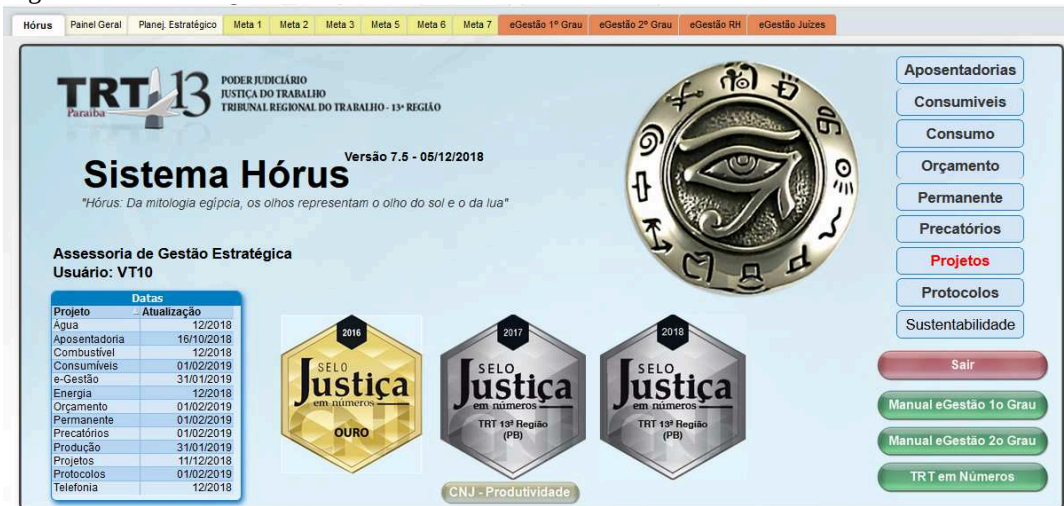 Hórus Painel Geral Planej. Estratégico Meta 1 Meta 2 Meta 3 Meta 5 Meta 6 Meta 7 eGestão 1º Grau eGestão 2º Grau eGestão RH eGestão Juízes
TRT 13
Paraíba
PODER JUDICIÁRIO
JUSTIÇA DO TRABALHO
TRIBUNAL REGIONAL DO TRABALHO - 13ª REGIÃO
Versão 7.5 - 05/12/2018
Sistema Hórus
"Hórus: Da mitologia egípcia, os olhos representam o olho do sol e o da lua"
Assessoria de Gestão Estratégica
Usuário: VT10
Datas
Projeto Atualização
Água 12/2018
Aposentadoria 16/10/2018
Combustível 12/2018
Consumíveis 01/02/2019
e-Gestão 31/01/2019
Energia 12/2018
Orçamento 01/02/2019
Permanente 01/02/2019
Precatórios 01/02/2019
Produção 31/01/2019
Projetos 11/12/2018
Protocolos 01/02/2019
Telefonia 12/2018
2016
SELO
Justiça
em números
OURO
2017
SELO
Justiça
em números
TRT 13ª Região
(PB)
2018
SELO
Justiça
em números
TRT 13ª Região
(PB)
CNJ - Produtividade
Aposentadorias
Consumiveis
Consumo
Orçamento
Permanente
Precatórios
Projetos
Protocolos
Sustentabilidade
Sair
Manual eGestão 1o Grau
Manual eGestão 2o Grau
TRT em Números